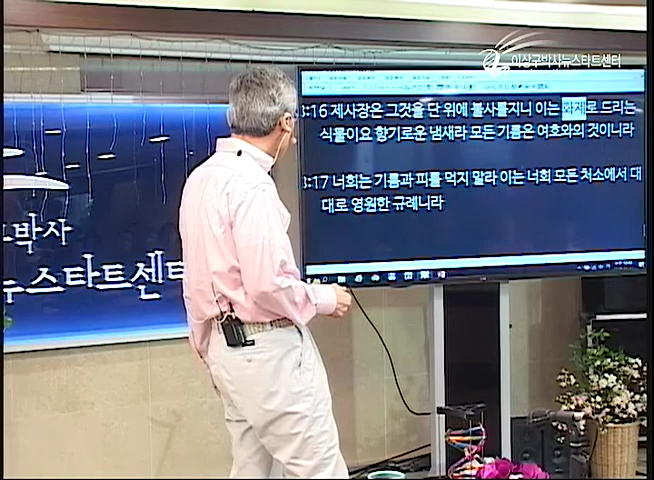 이상구박사뉴스타트센터
3:16 제사장은 그것을 단 위에 불사를지니 이는 화제로 드리는
식물이요 향기로운 냄새라 모든 기름은 여호와의 것이니라
3:17 너희는 기름과 피를 먹지 말라 이는 너희 모든 처소에서 대
대로 영원한 규례니라
구박사
뉴스타트센터